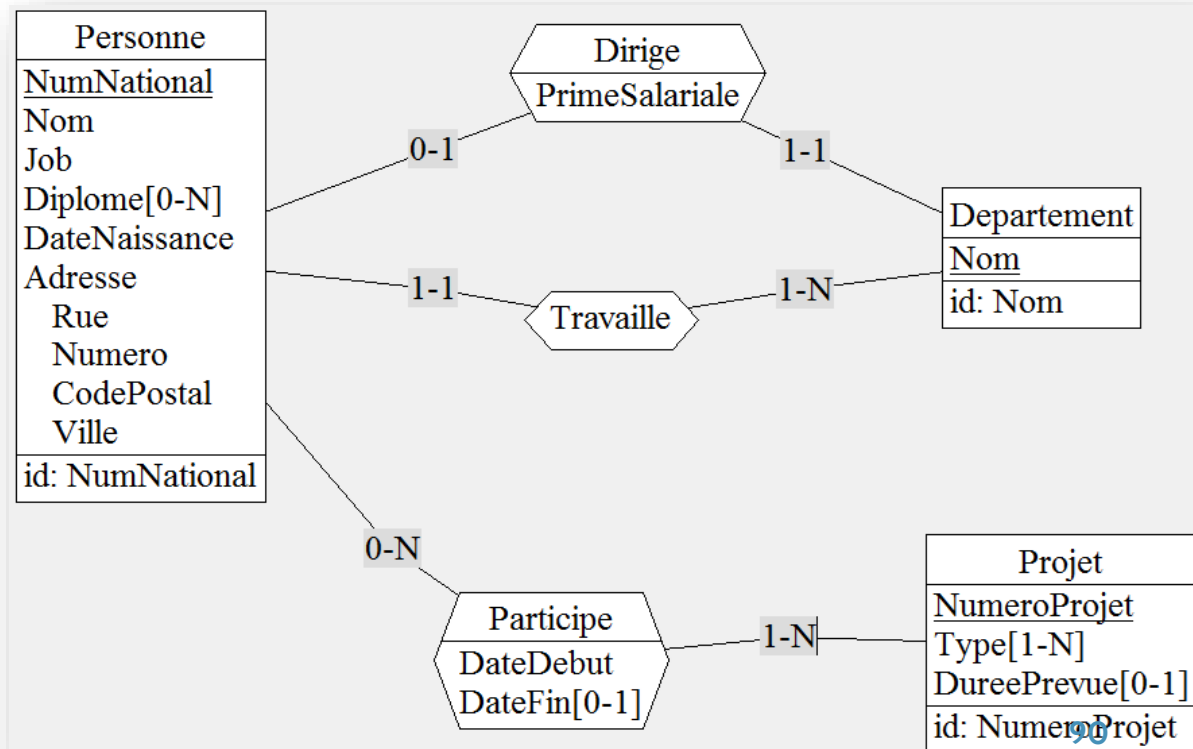 Personne
NumNational
Nom
Job
Diplome[0-N]
DateNaissance
Adresse
Rue
Numero
CodePostal
Ville
id: NumNational
Dirige
PrimeSalariale
0-1
1-1
Departement
Nom
id: Nom
1-1
Travaille
1-N
0-N
Participe
DateDebut
DateFin[0-1]
1-N
Projet
NumeroProjet
Type[1-N]
DureePrevue[0-1]
id: NumeroProjet
90